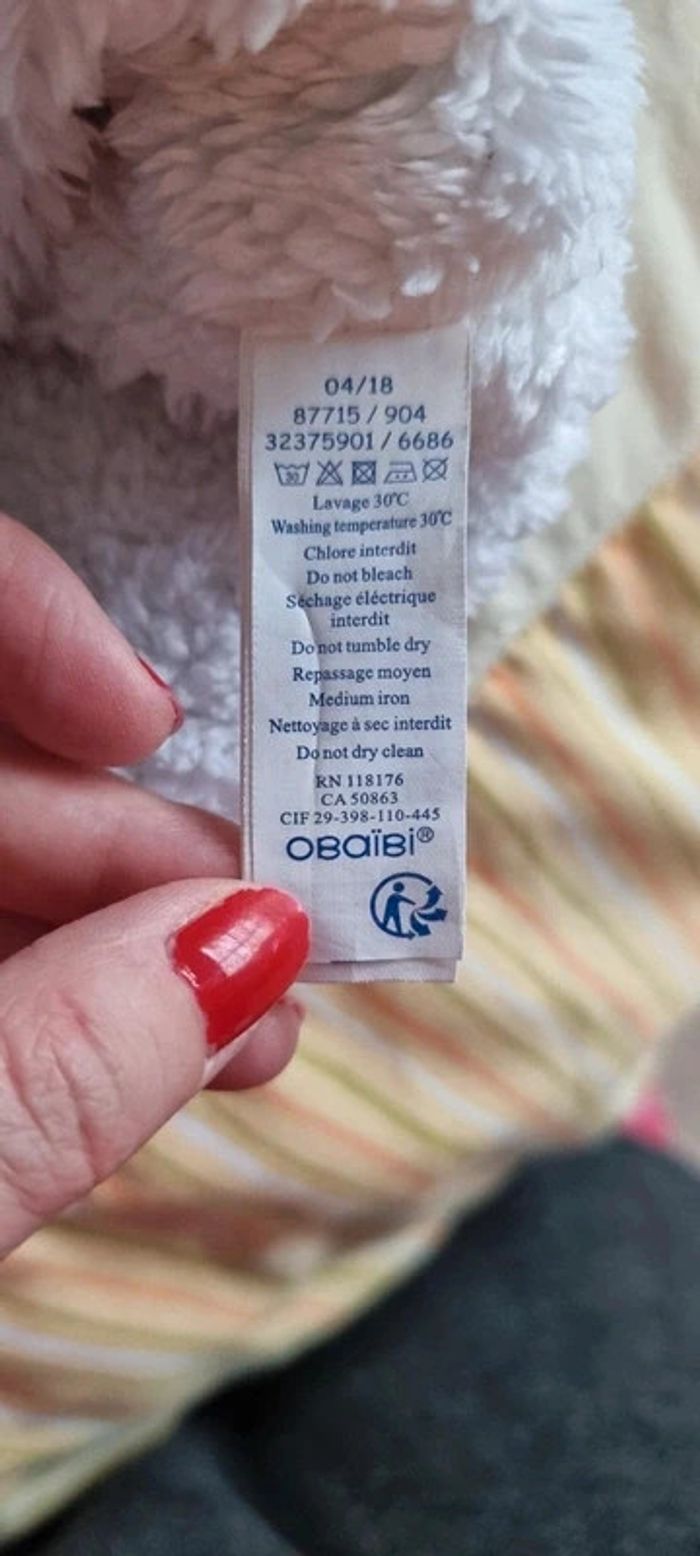 04/18
87715 / 904
32375901 / 6686
30
Lavage 30°C
Washing temperature 30°C
Chlore interdit
Do not bleach
Séchage éléctrique
interdit
Do not tumble dry
Repassage moyen
Medium iron
Nettoyage à sec interdit
Do not dry clean
RN 118176
CA 50863
CIF 29-398-110-445
OBaïBi®